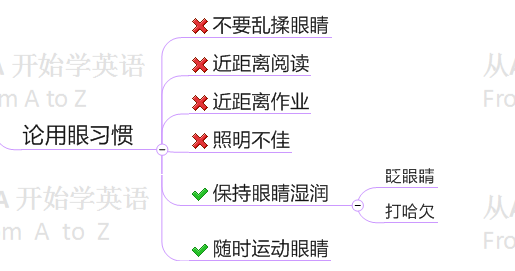 不要乱揉眼睛
A 开始学英语
近距离阅读
从A
om A to Z
近距离作业
Fro
论用眼习惯
照明不佳
眨眼睛
A 开始学英语
保持眼睛湿润
从A
打哈欠
om A to Z
Fro
随时运动眼睛